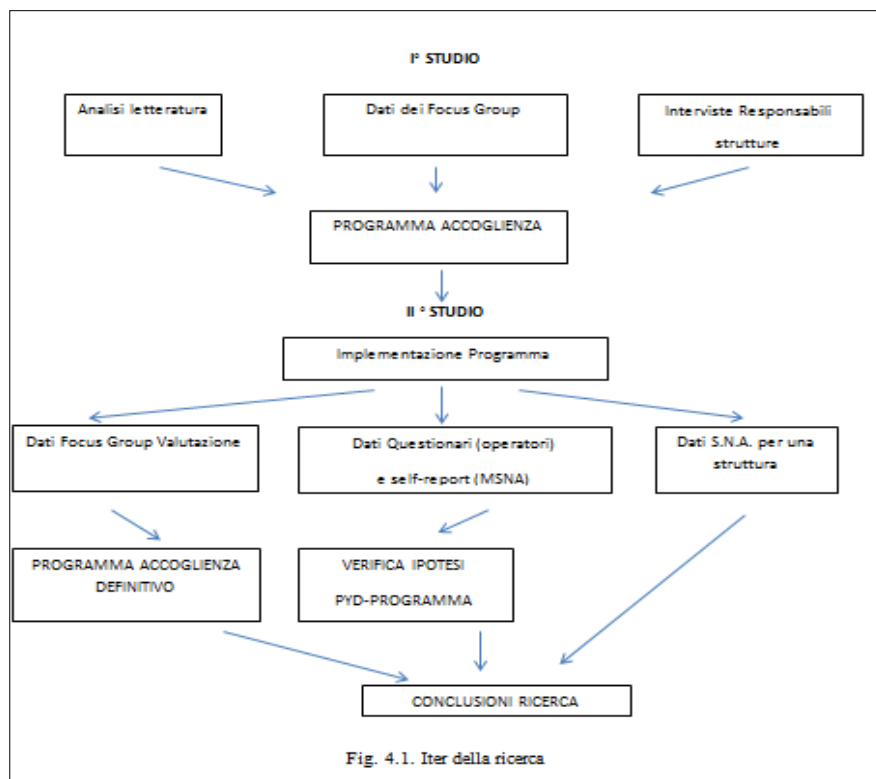 I° STUDIO
Analisi letteratura
Dati dei Focus Group
Interviste Responsabili
strutture
PROGRAMMA ACCOGLIENZA
II ° STUDIO
Implementazione Programma
Dati Focus Group Valutazione
Dati Questionari (operatori)
e self-report (MSNA)
Dati S.N.A. per una
struttura
PROGRAMMA ACCOGLIENZA
DEFINITIVO
VERIFICA IPOTESI
PYD-PROGRAMMA
CONCLUSIONI RICERCA
Fig. 4.1. Iter della ricerca